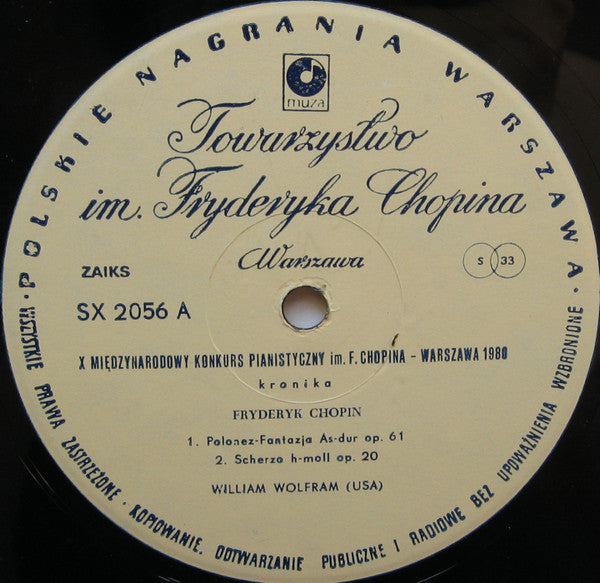 POLSKIE NAGRANIA WARSZAWA
muza
Towarzystwo
im. Fryderyka Chopina
Warszawa
ZAIKS
S 33
SX 2056 A
X MIĘDZYNARODOWY KONKURS PIANISTYCZNY im. F. CHOPINA - WARSZAWA 1980
kronika
FRYDERYK CHOPIN
1. Polonez-Fantazja As-dur op. 61
2. Scherzo h-moll op. 20
WILLIAM WOLFRAM (USA)
· WSZYSTKIE PRAWA ZASTRZEŻONE · KOPIOWANIE, ODTWARZANIE PUBLICZNE I RADIOWE BEZ UPOWAŻNIENIA WZBRONIONE ·